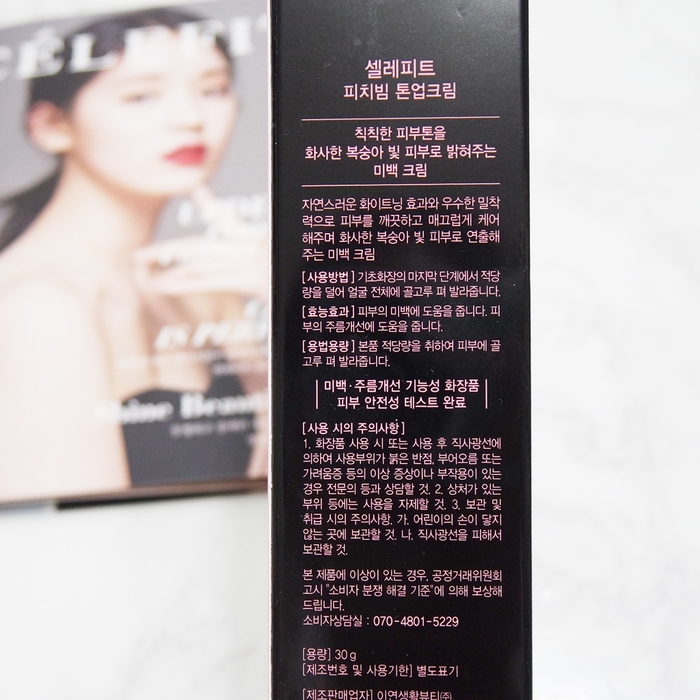 CÉLEFIT
셀레피트
피치빔 톤업크림
칙칙한 피부톤을
화사한 복숭아 빛 피부로 밝혀주는
미백 크림
자연스러운 화이트닝 효과와 우수한 밀착
력으로 피부를 깨끗하고 매끄럽게 케어
해주며 화사한 복숭아 빛 피부로 연출해
주는 미백 크림
[사용방법] 기초화장의 마지막 단계에서 적당
량을 덜어 얼굴 전체에 골고루 펴 발라줍니다.
[효능효과] 피부의 미백에 도움을 줍니다. 피
부의 주름개선에 도움을 줍니다.
[용법용량] 본품 적당량을 취하여 피부에 골
고루 펴 발라줍니다.
미백·주름개선 기능성 화장품
피부 안전성 테스트 완료
[사용 시의 주의사항]
1. 화장품 사용 시 또는 사용 후 직사광선에
의하여 사용부위가 붉은 반점, 부어오름 또는
가려움증 등의 이상 증상이나 부작용이 있는
경우 전문의 등과 상담할 것. 2. 상처가 있는
부위 등에는 사용을 자제할 것. 3. 보관 및
취급 시의 주의사항. 가. 어린이의 손이 닿지
않는 곳에 보관할 것. 나. 직사광선을 피해서
보관할 것.
본 제품에 이상이 있는 경우, 공정거래위원회
고시 "소비자 분쟁 해결 기준"에 의해 보상해
드립니다.
소비자상담실 : 070-4801-5229
[용량] 30g
[제조번호 및 사용기한] 별도표기
[제조판매업자] 이연생활뷰티㈜